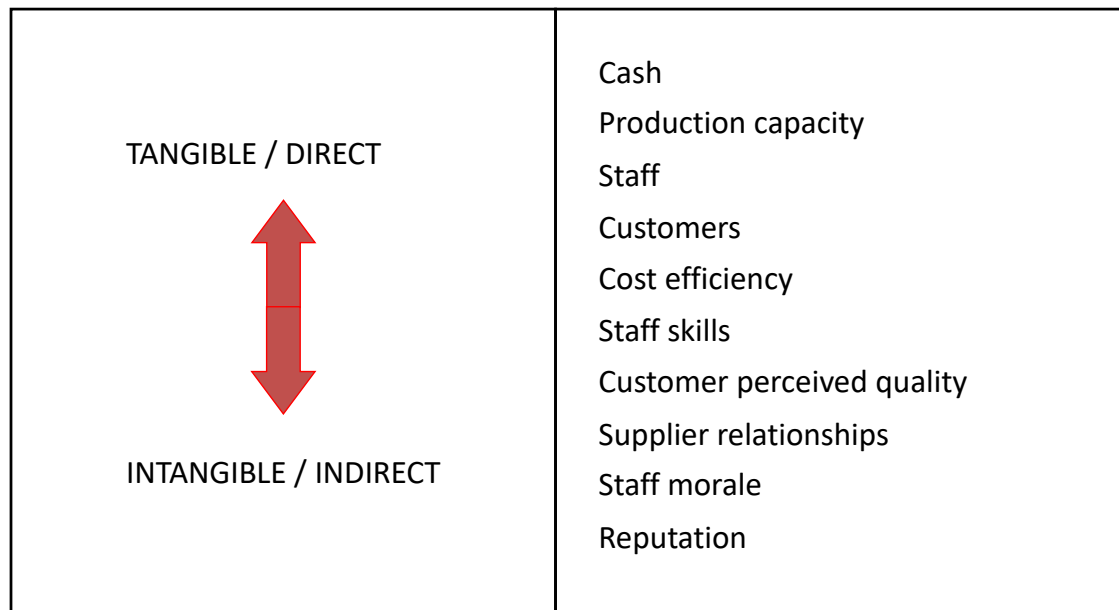 TANGIBLE / DIRECT
INTANGIBLE / INDIRECT
Cash
Production capacity
Staff
Customers
Cost efficiency
Staff skills
Customer perceived quality
Supplier relationships
Staff morale
Reputation